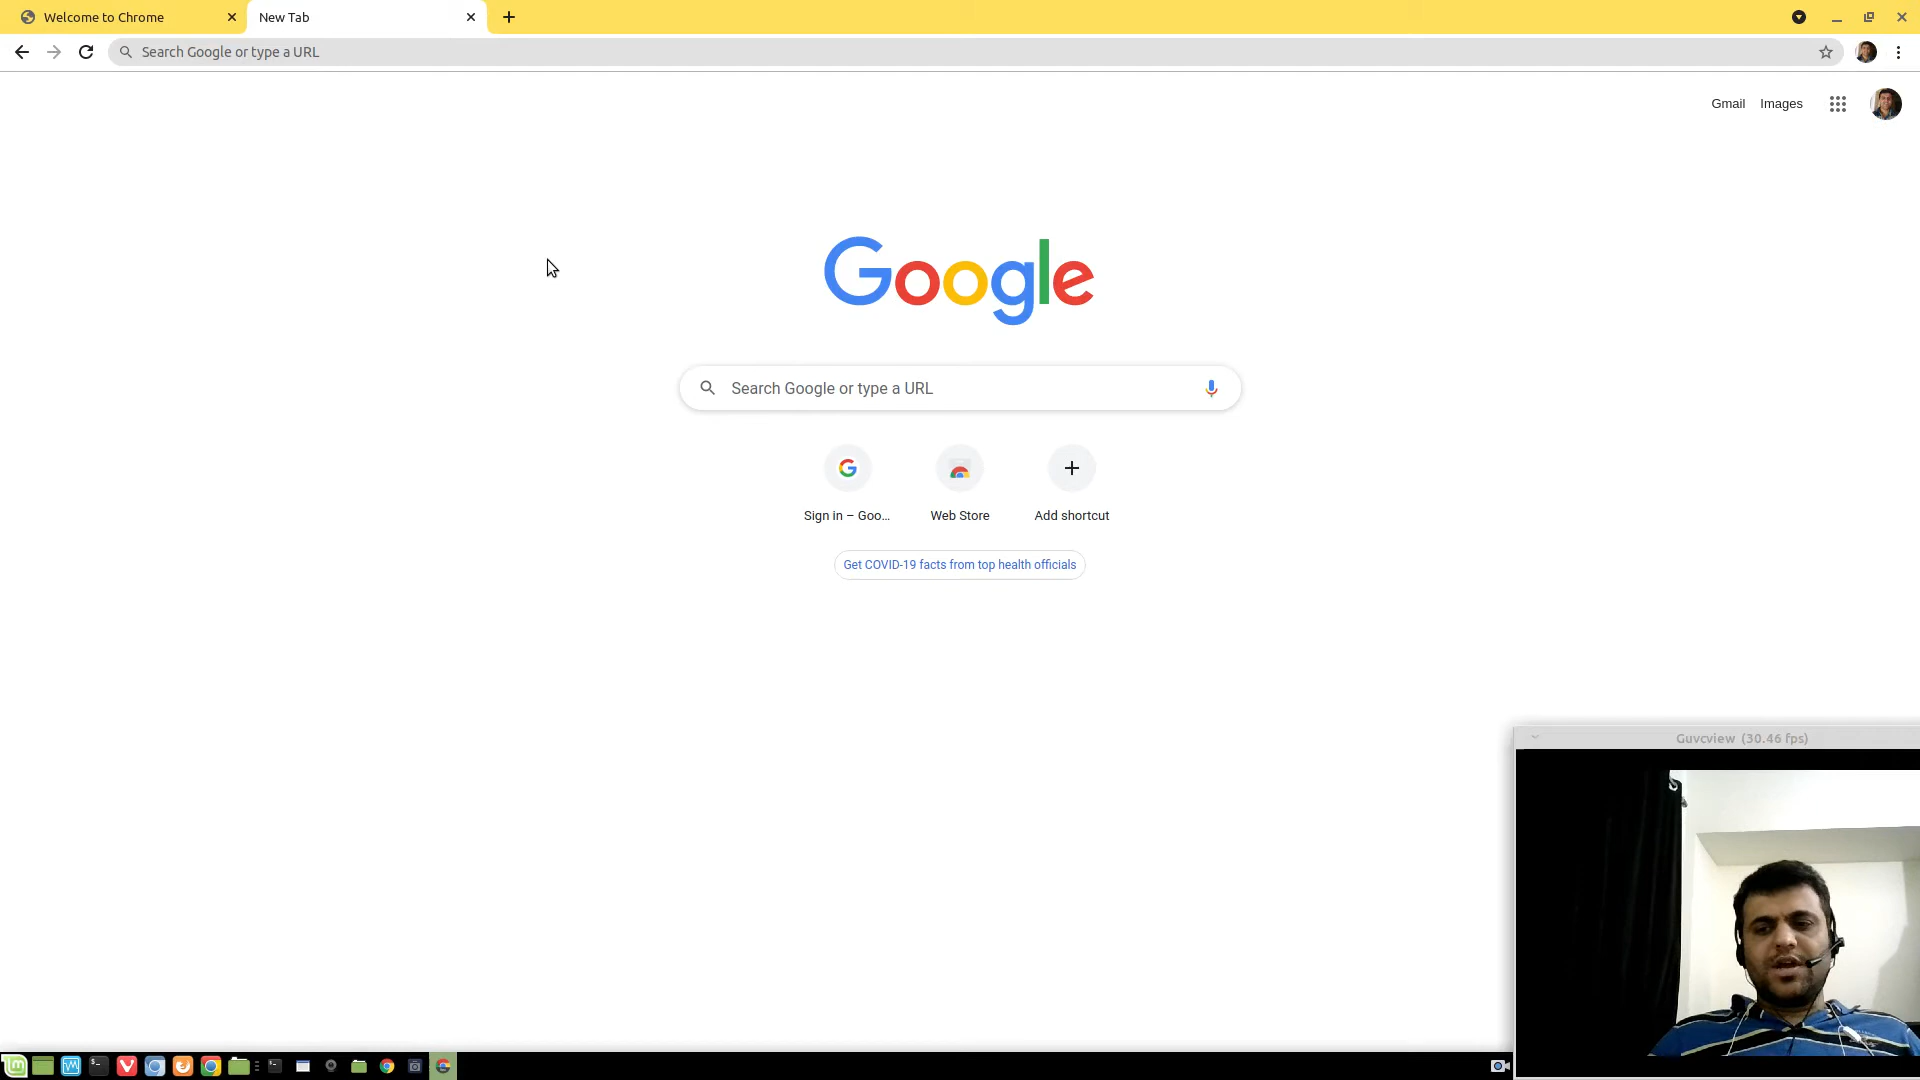 Welcome to Chrome
New Tab
Search Google or type a URL
Gmail
Images
Google
Search Google or type a URL
Sign in – Goo...
Web Store
Add shortcut
Get COVID-19 facts from top health officials
Guvcview (30.46 fps)